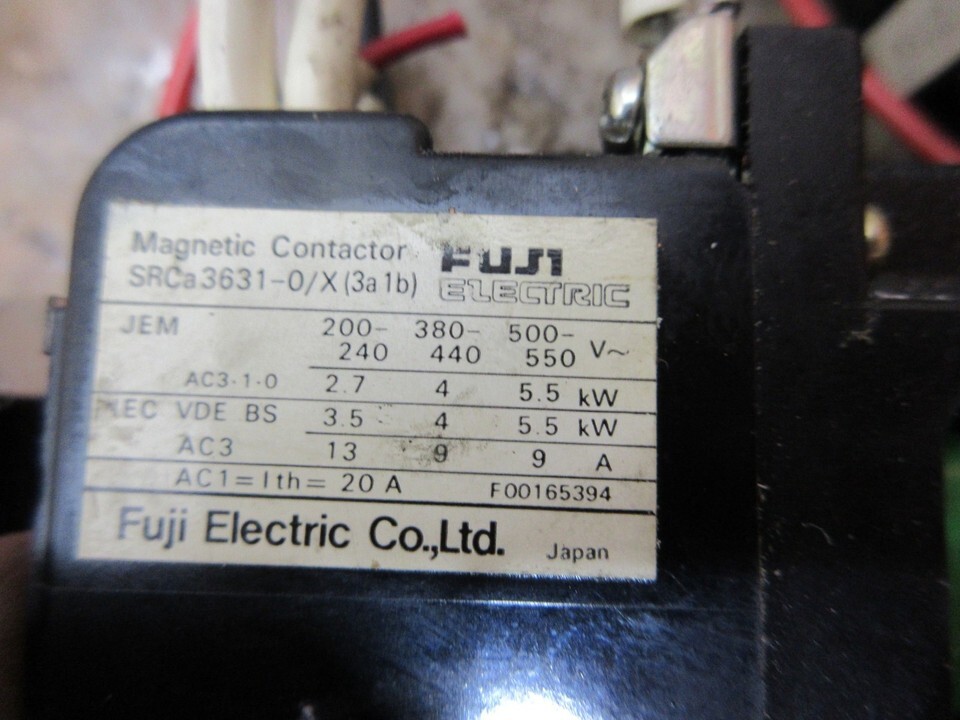 Magnetic Contactor FUJI
SRCa3631-0/X (3a1b) ELECTRIC
JEM 200- 380- 500-
240 440 550 V~
AC3-1-0 2.7 4 5.5 kW
IEC VDE BS 3.5 4 5.5 kW
AC3 13 9 9 A
AC1=Ith= 20 A F00165394
Fuji Electric Co.,Ltd. Japan